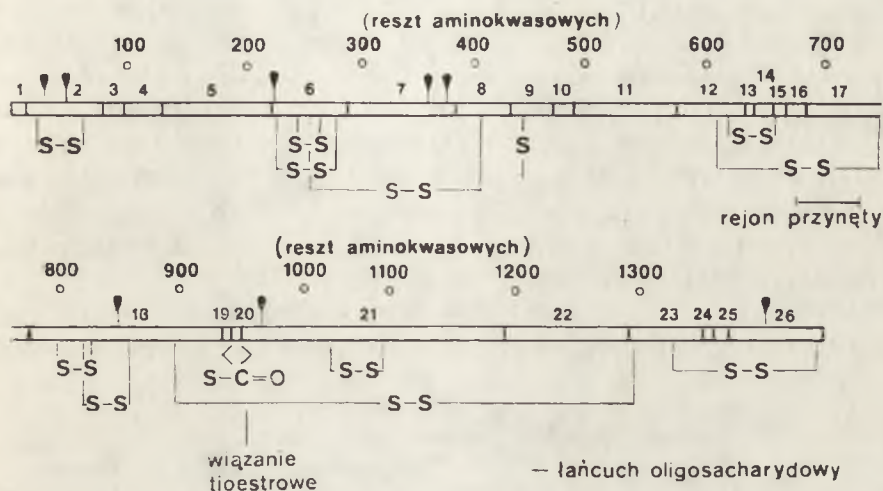 (reszt aminokwasowych)
100 200 300 400 500 600 700
1 2 3 4 5 6 7 8 9 10 11 12 13 14 15 16 17
S-S S-S S S-S
S-S S-S
S-S
rejon przynęty
(reszt aminokwasowych)
800 900 1000 1100 1200 1300
18 19 20 21 22 23 24 25 26
S-S S-C=O S-S S-S
S-S S-S
wiązanie
tioestrowe
— łańcuch oligosacharydowy